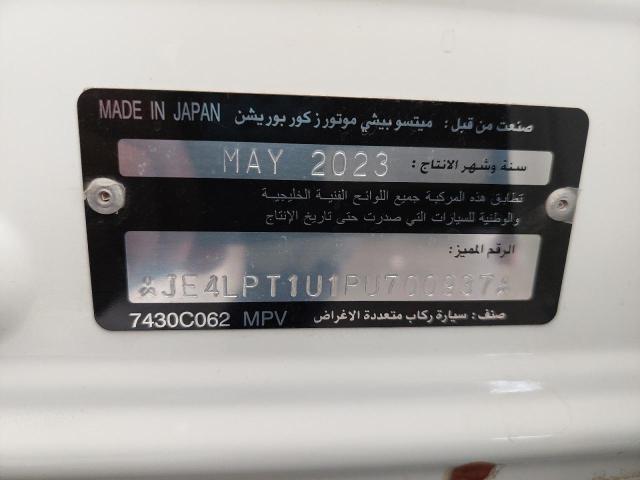 MADE IN JAPAN صنعت من قبل: ميتسوبيشي موتورز كوربوريشن
سنة وشهر الانتاج: MAY 2023
تطابق هذه المركبة جميع اللوائح الفنية الخليجية
والوطنية للسيارات التي صدرت حتى تاريخ الإنتاج
الرقم المميز:
JE4LPT1U1PU700937
7430C062 MPV صنف: سيارة ركاب متعددة الاغراض